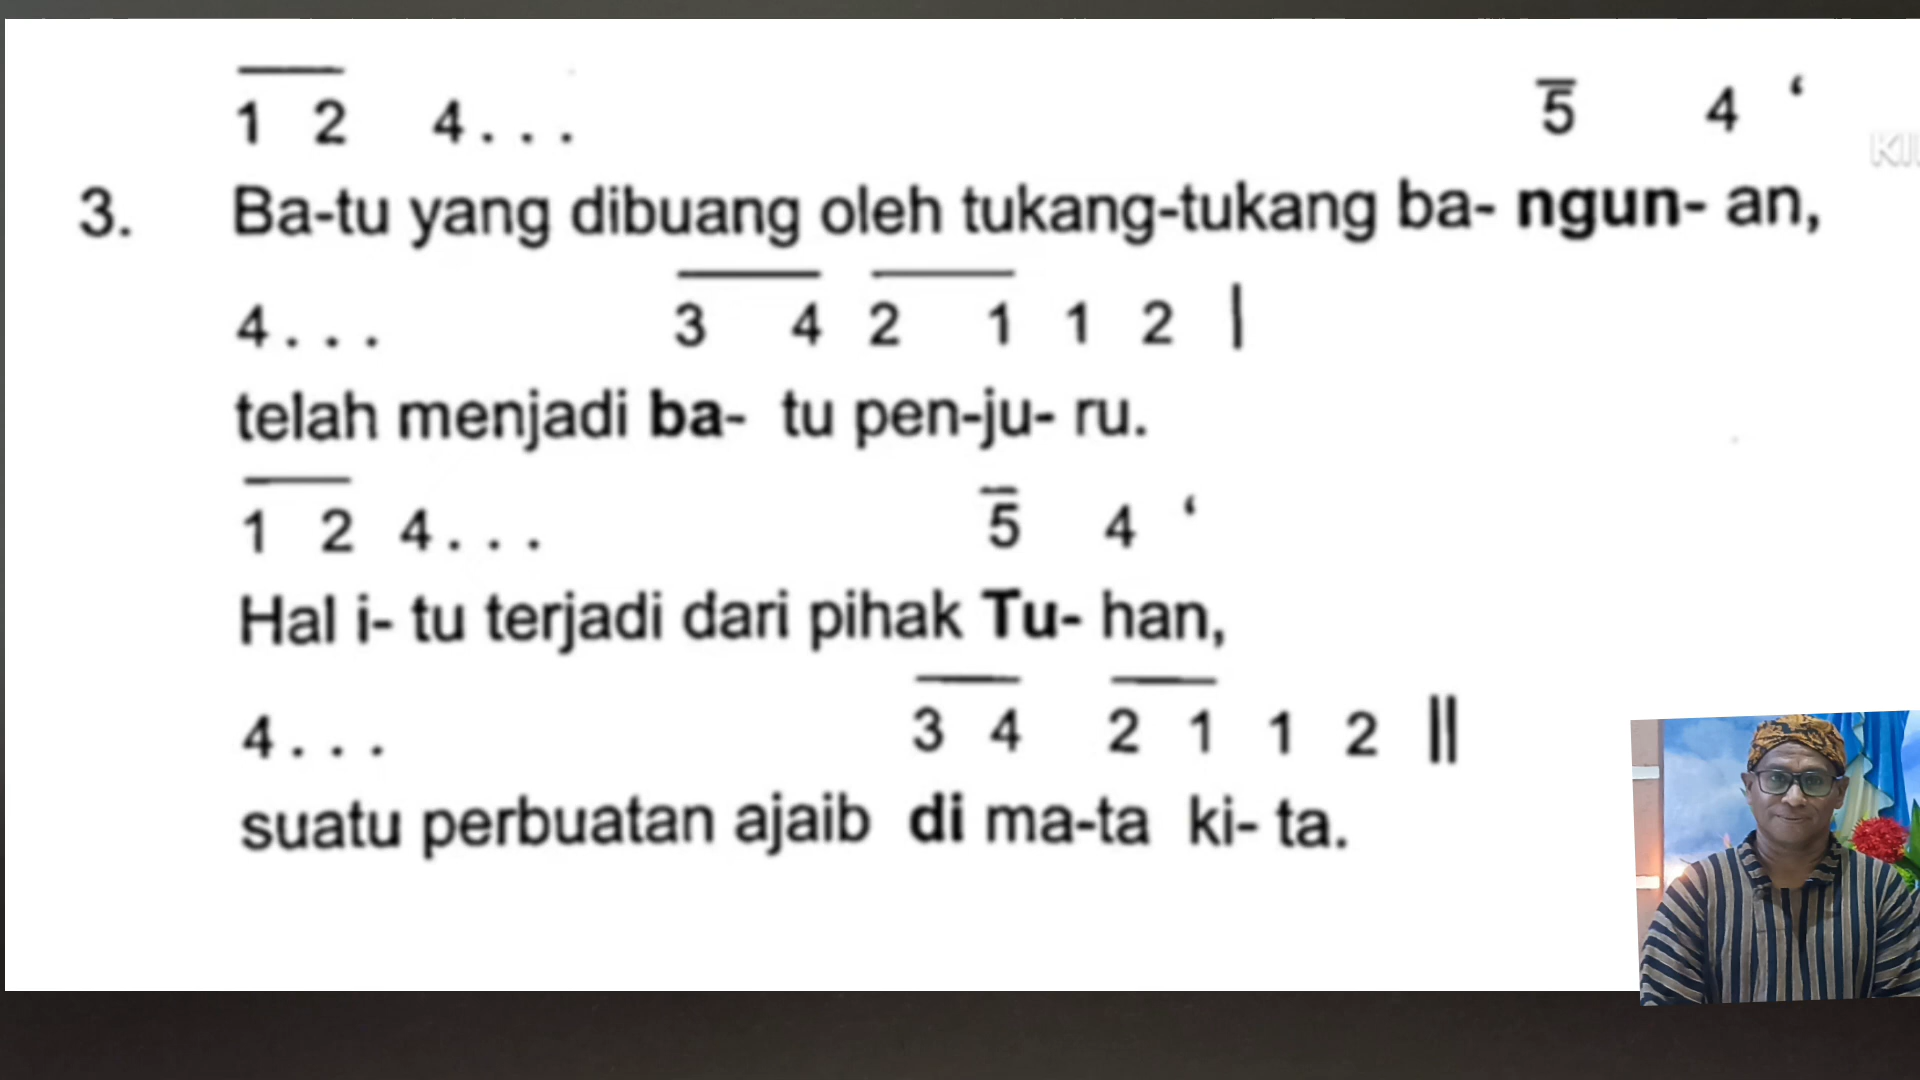 1 2 4 . . . 5 4 ‘
3. Ba-tu yang dibuang oleh tukang-tukang ba- ngun- an,
4 . . . 3 4 2 1 1 2 |
telah menjadi ba- tu pen-ju- ru.
1 2 4 . . . 5 4 ‘
Hal i- tu terjadi dari pihak Tu- han,
4 . . . 3 4 2 1 1 2 ||
suatu perbuatan ajaib di ma-ta ki- ta.